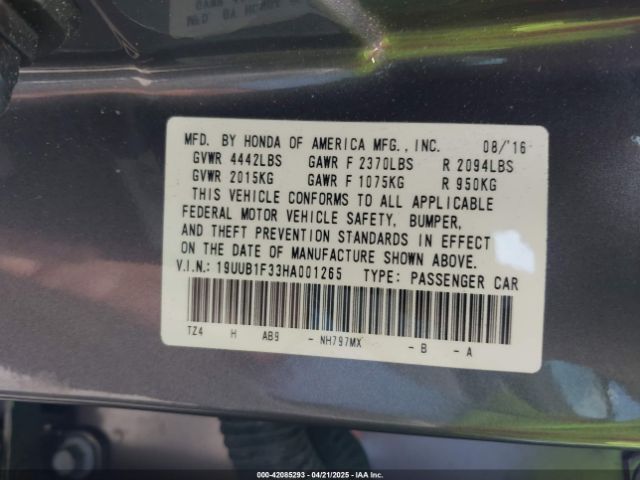 MFD. BY HONDA OF AMERICA MFG., INC. 08/'16
GVWR 4442LBS GAWR F 2370LBS R 2094LBS
GVWR 2015KG GAWR F 1075KG R 950KG
THIS VEHICLE CONFORMS TO ALL APPLICABLE
FEDERAL MOTOR VEHICLE SAFETY, BUMPER,
AND THEFT PREVENTION STANDARDS IN EFFECT
ON THE DATE OF MANUFACTURE SHOWN ABOVE.
V.I.N: 19UUB1F33HA001265 TYPE: PASSENGER CAR
TZ4 H AB9 - NH797MX - B - A
000-42085293 - 04/21/2025 - IAA Inc.